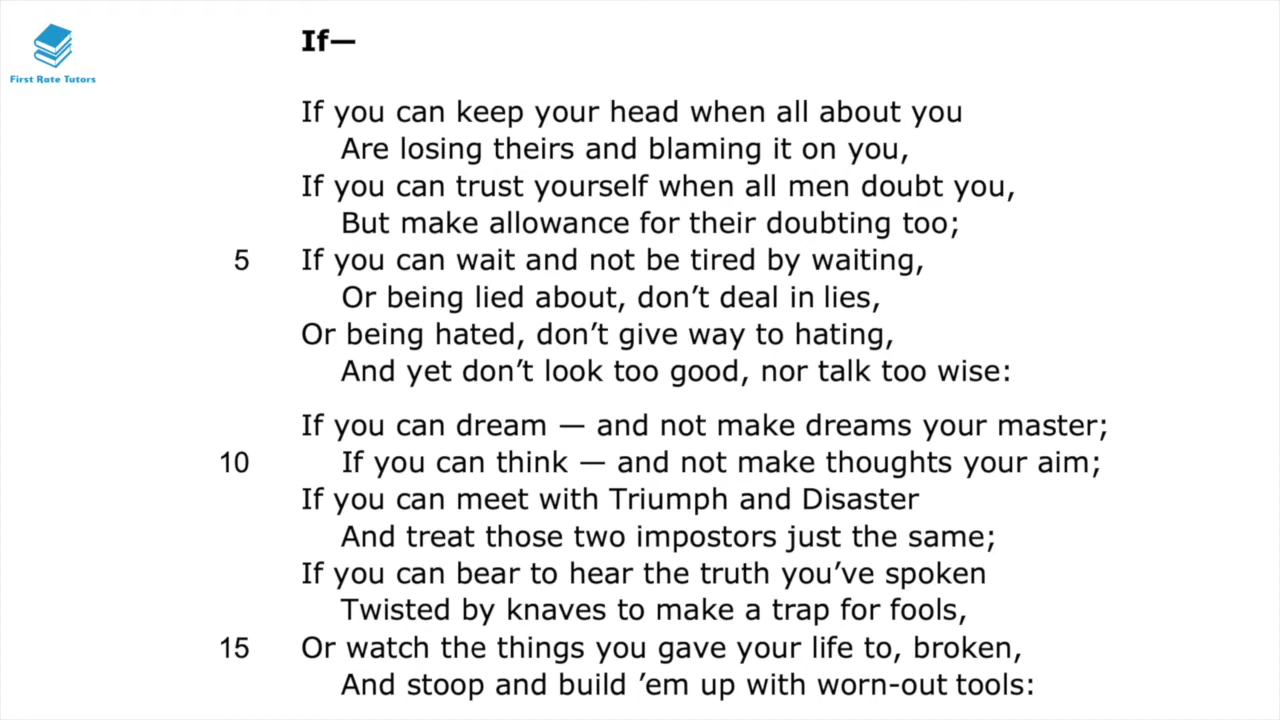 First Rate Tutors
If—
If you can keep your head when all about you
Are losing theirs and blaming it on you,
If you can trust yourself when all men doubt you,
But make allowance for their doubting too;
5 If you can wait and not be tired by waiting,
Or being lied about, don’t deal in lies,
Or being hated, don’t give way to hating,
And yet don’t look too good, nor talk too wise:
If you can dream — and not make dreams your master;
10 If you can think — and not make thoughts your aim;
If you can meet with Triumph and Disaster
And treat those two impostors just the same;
If you can bear to hear the truth you’ve spoken
Twisted by knaves to make a trap for fools,
15 Or watch the things you gave your life to, broken,
And stoop and build ’em up with worn-out tools: